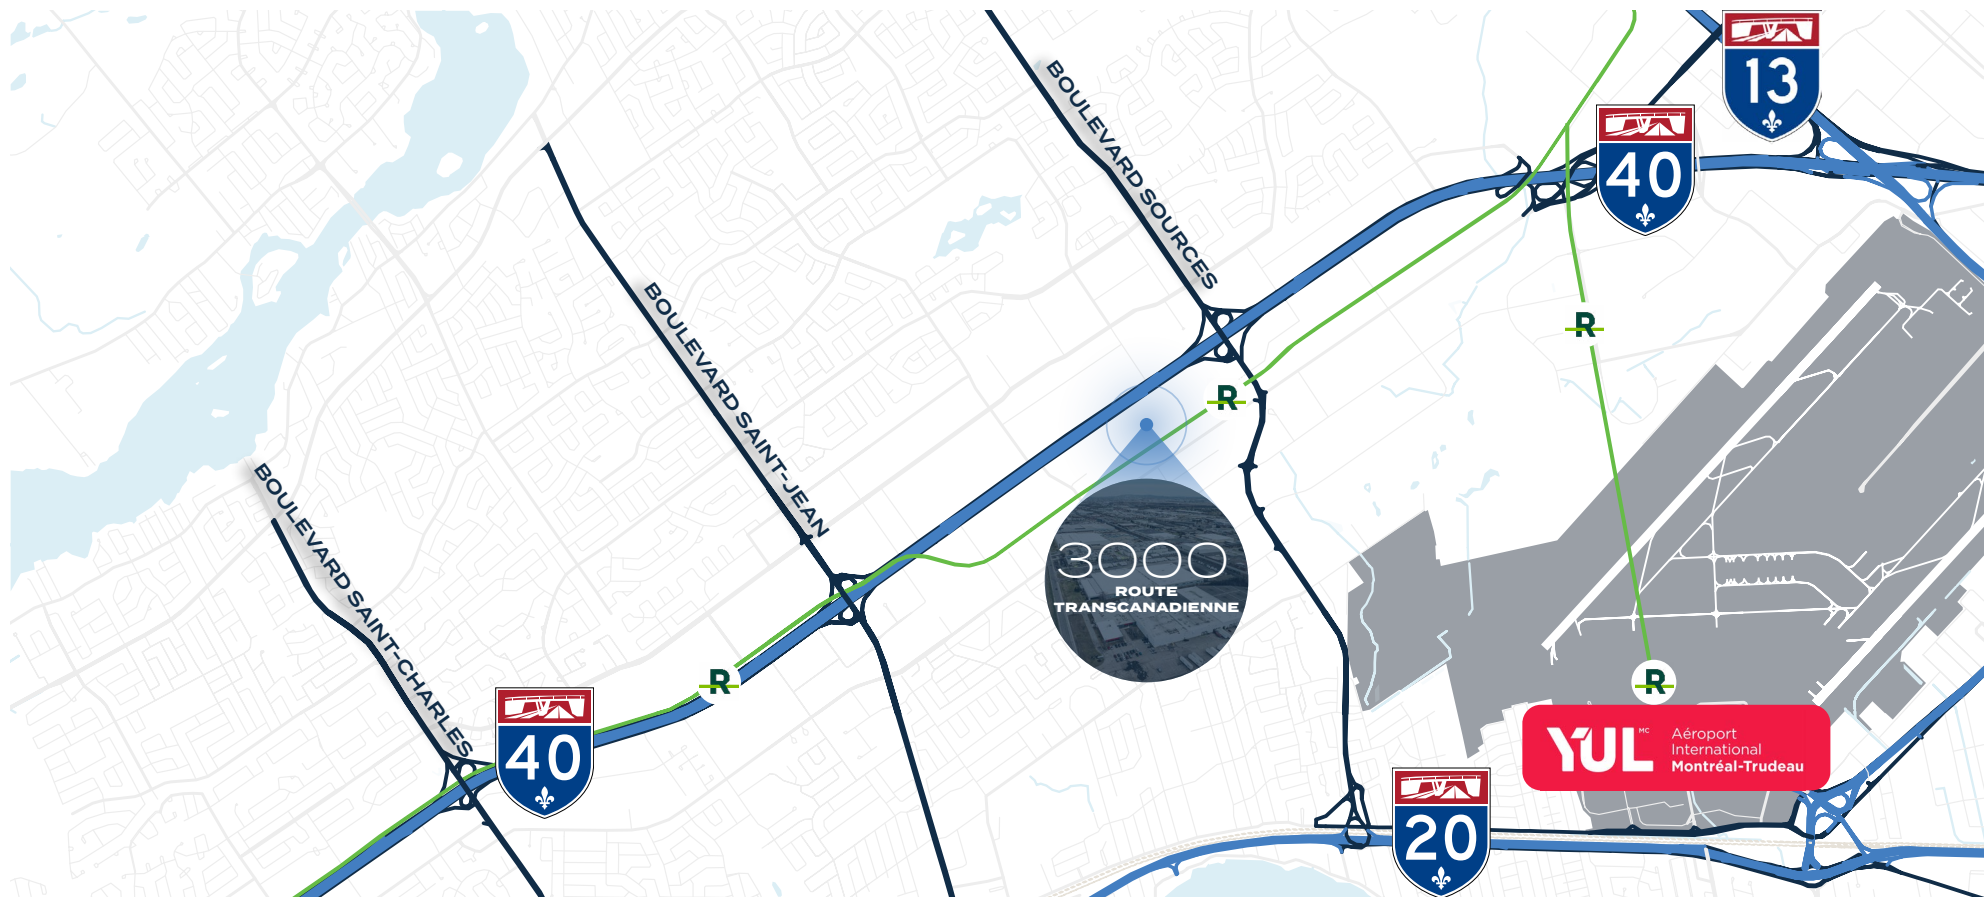 13
40
BOULEVARD SOURCES
BOULEVARD SAINT-JEAN
R
R
BOULEVARD SAINT-CHARLES
3000
ROUTE
TRANSCANADIENNE
R
R
40
YUL MC
Aéroport
International
Montréal-Trudeau
20